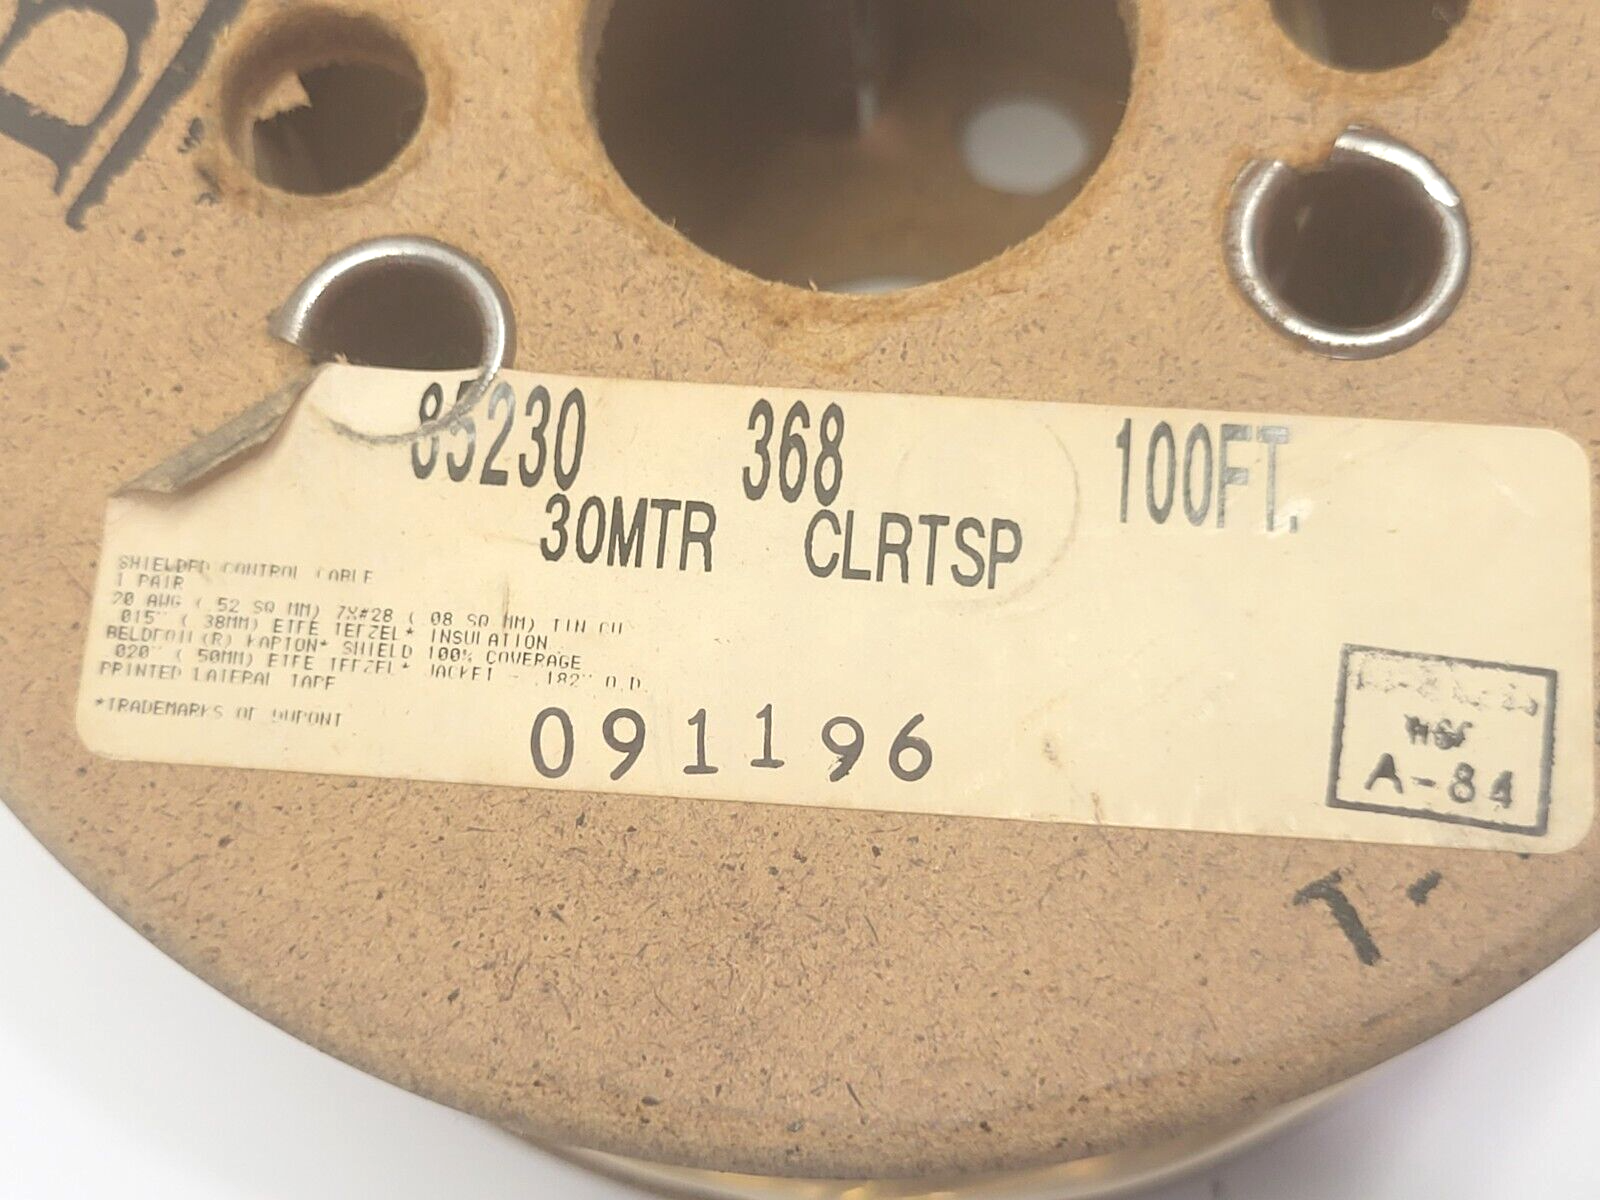 85230 368 100FT.
30MTR CLRTSP
SHIELDED CONTROL CABLE
1 PAIR
20 AWG (.52 SQ MM) 7X#28 (.08 SQ MM) TIN CU
.015" (.38MM) ETFE TEFZEL* INSULATION
BELDFOIL(R) KAPTON* SHIELD 100% COVERAGE
.020" (.50MM) ETFE TEFZEL* JACKET - .182" O.D.
PRINTED LATERAL TAPE
*TRADEMARKS OF DUPONT
091196
A-84
T-